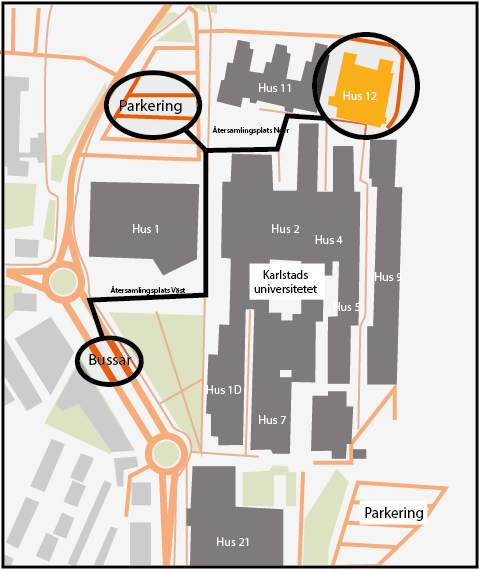 Hus 11
Hus 12
Parkering
Återsamlingsplats Norr
Hus 1
Hus 2
Hus 4
Karlstads
universitetet
Hus 9
Återsamlingsplats Väst
Hus 5
Bussar
Hus 1D
Hus 7
Parkering
Hus 21